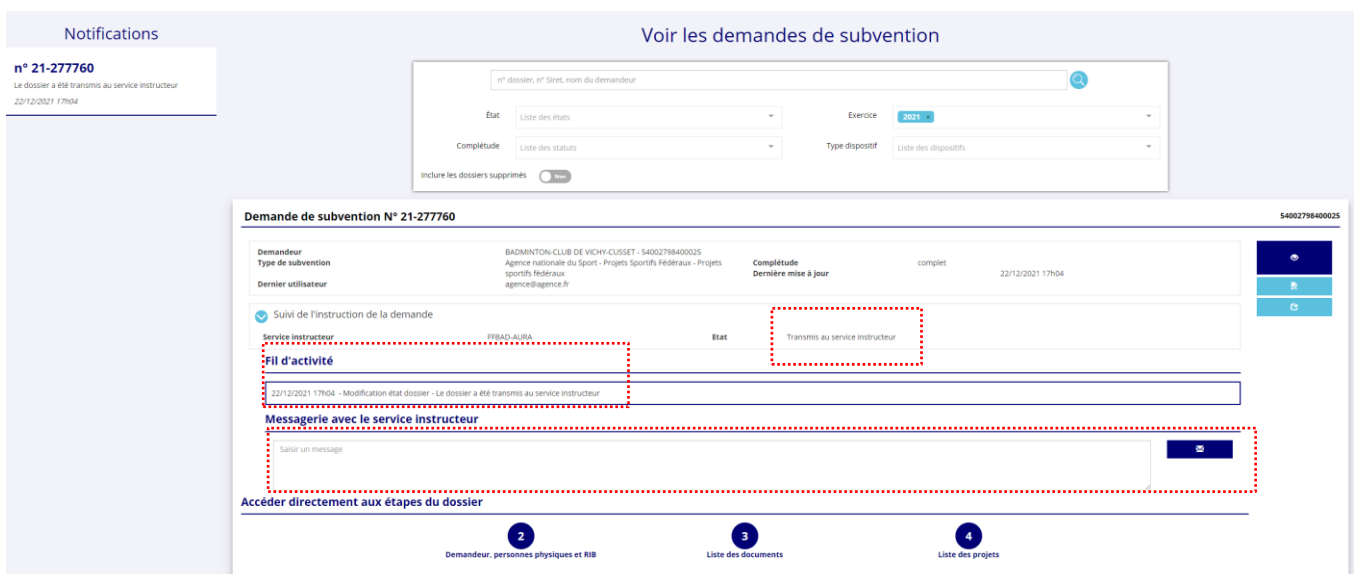 Notifications
n° 21-277760
Le dossier a été transmis au service instructeur
22/12/2021 17h04
Voir les demandes de subvention
n° dossier, n° Siret, nom du demandeur
État Liste des états Exercice 2021 ×
Complétude Liste des statuts Type dispositif Liste des dispositifs
Inclure les dossiers supprimés Non
Demande de subvention N° 21-277760 54002798400025
Demandeur BADMINTON-CLUB DE VICHY-CUSSET - 54002798400025
Type de subvention Agence nationale du Sport - Projets Sportifs Fédéraux - Projets Complétude complet
sportifs fédéraux Dernière mise à jour 22/12/2021 17h04
Dernier utilisateur agence@agence.fr
Suivi de l'instruction de la demande
Service instructeur FFBAD-AURA Etat Transmis au service instructeur
Fil d'activité
22/12/2021 17h04 - Modification état dossier - Le dossier a été transmis au service instructeur
Messagerie avec le service instructeur
Saisir un message
Accéder directement aux étapes du dossier
2 3 4
Demandeur, personnes physiques et RIB Liste des documents Liste des projets